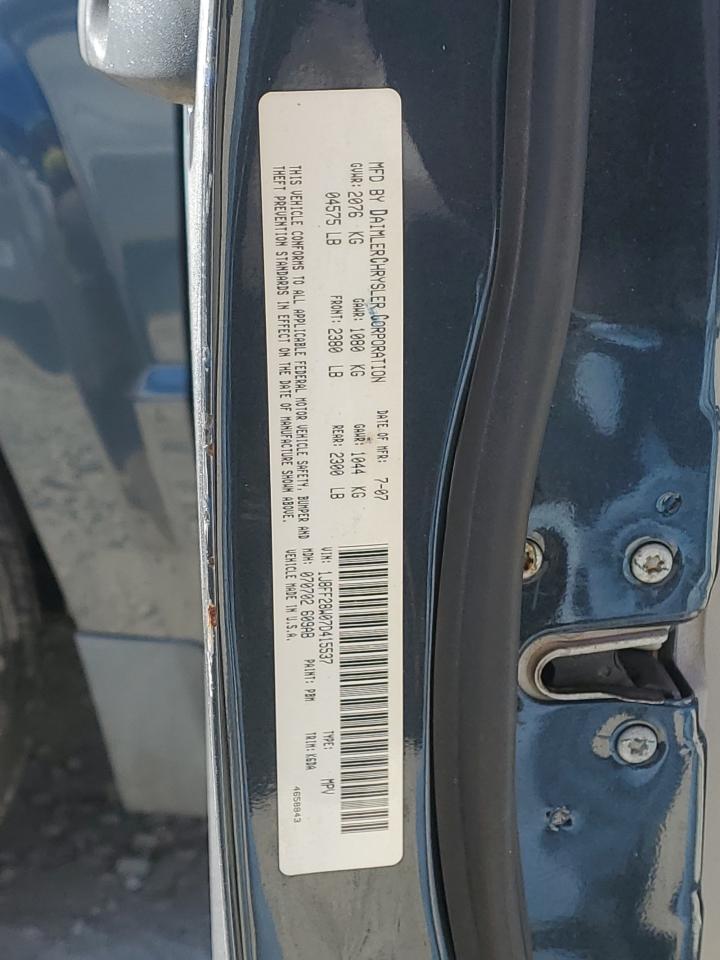 MFD BY DAIMLERCHRYSLER CORPORATION DATE OF MFR: 7-07
GVWR: 2076 KG GAWR: 1080 KG GAWR: 1044 KG
04575 LB FRONT: 2380 LB REAR: 2300 LB
THIS VEHICLE CONFORMS TO ALL APPLICABLE FEDERAL MOTOR VEHICLE SAFETY, BUMPER AND
THEFT PREVENTION STANDARDS IN EFFECT ON THE DATE OF MANUFACTURE SHOWN ABOVE.
VIN: 1J8FF28W07D415537 TYPE: MPV
MDH: 070702 609AB PAINT: PBM TRIM: K6DA
VEHICLE MADE IN U.S.A. 4658843